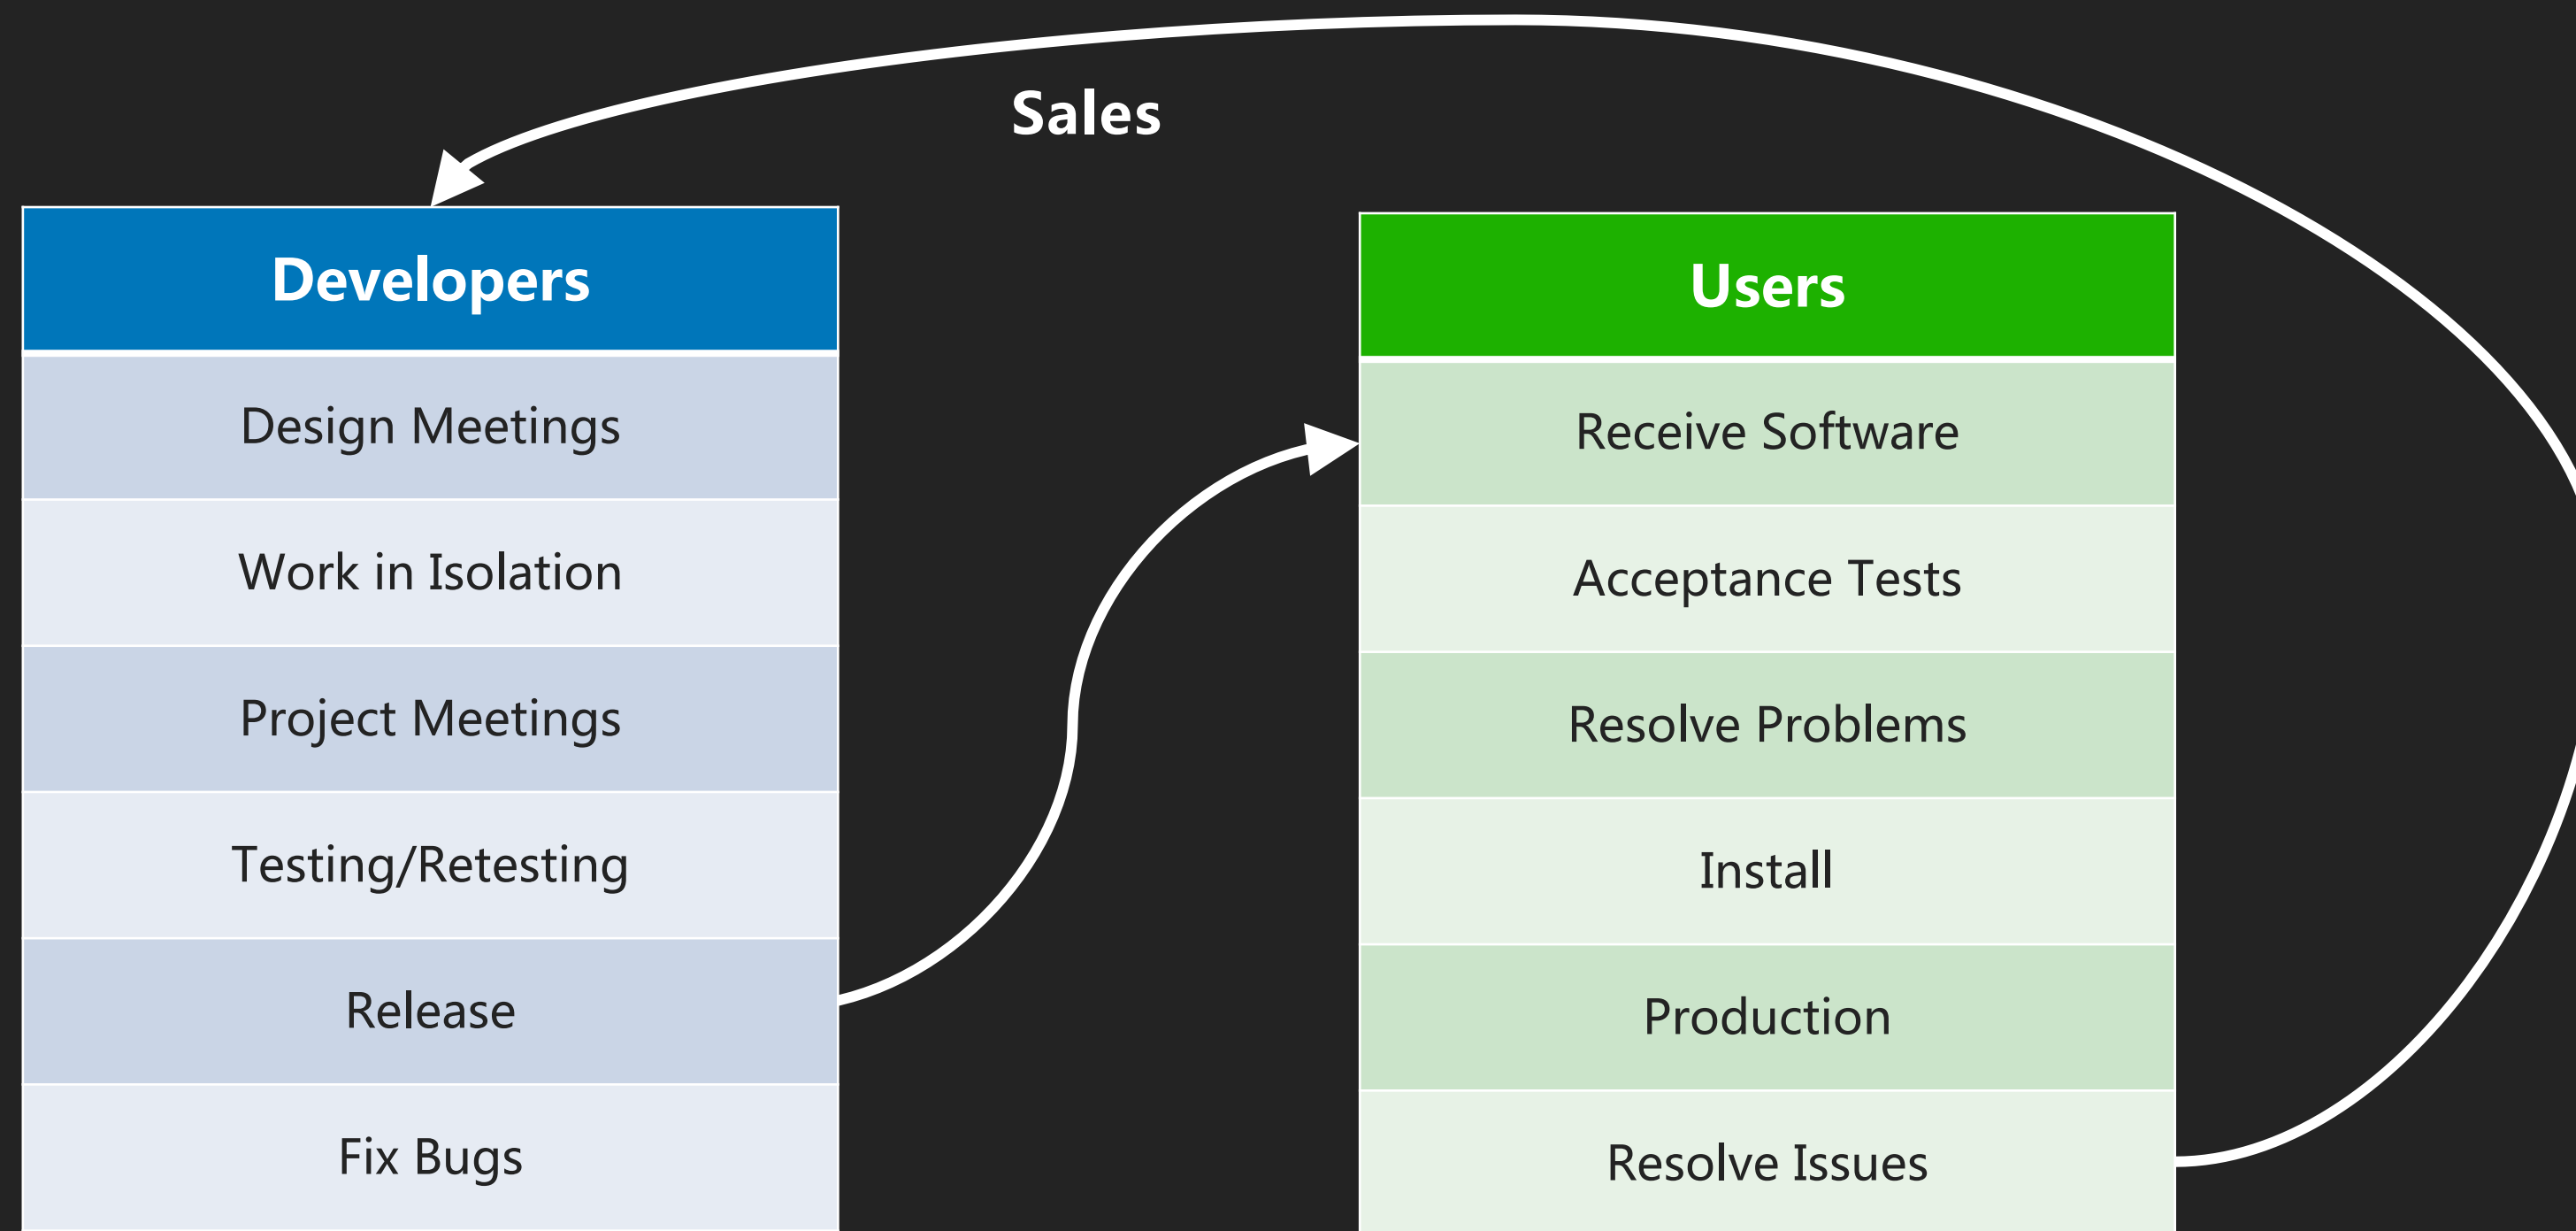 Sales
Developers
Design Meetings
Work in Isolation
Project Meetings
Testing/Retesting
Release
Fix Bugs
Users
Receive Software
Acceptance Tests
Resolve Problems
Install
Production
Resolve Issues